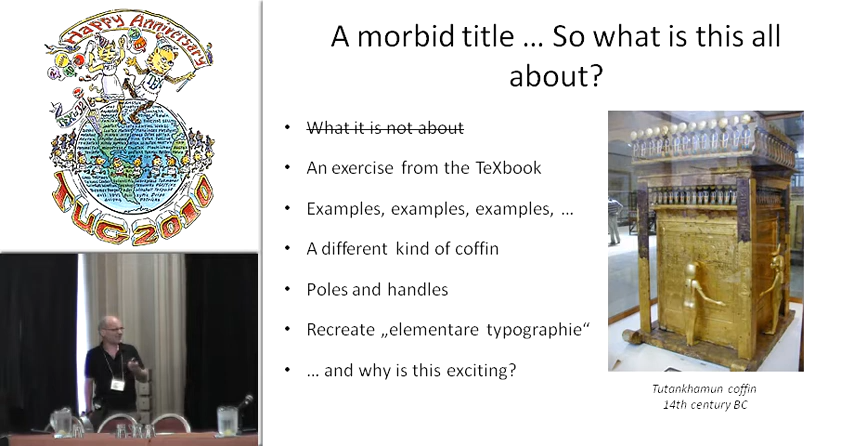 Happy Anniversary
TUG 2010
A morbid title … So what is this all
about?
• What it is not about
• An exercise from the TeXbook
• Examples, examples, examples, …
• A different kind of coffin
• Poles and handles
• Recreate „elementare typographie“
• … and why is this exciting?
Tutankhamun coffin
14th century BC